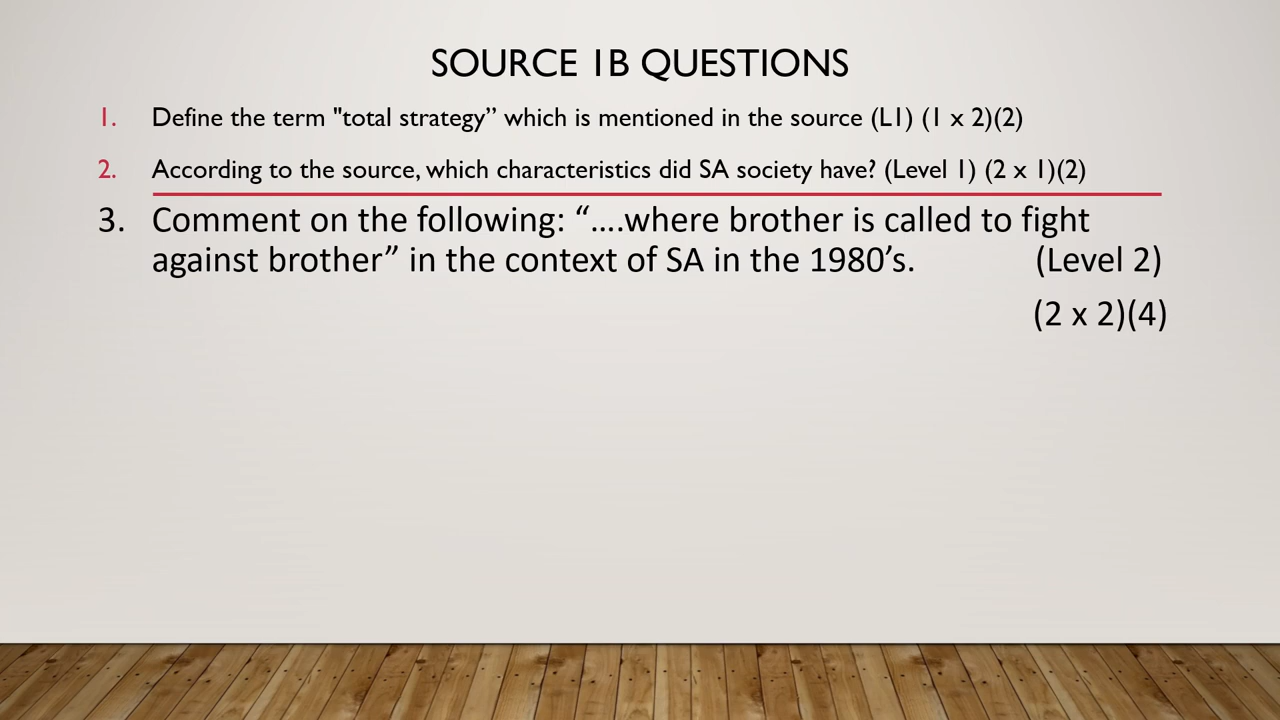 SOURCE 1B QUESTIONS
1. Define the term "total strategy” which is mentioned in the source (L1) (1 x 2)(2)
2. According to the source, which characteristics did SA society have? (Level 1) (2 x 1)(2)
3. Comment on the following: “….where brother is called to fight
against brother” in the context of SA in the 1980’s. (Level 2)
(2 x 2)(4)